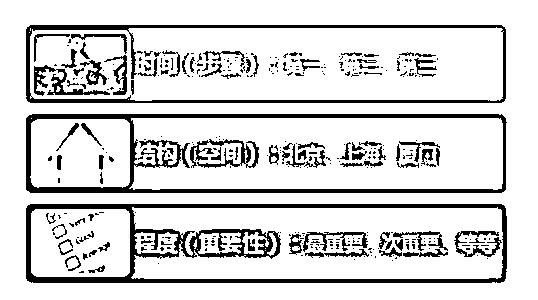 时间(步骤):第一、第二、第三
结构(空间):北京、上海、厦门
程度(重要性):最重要、次重要、等等